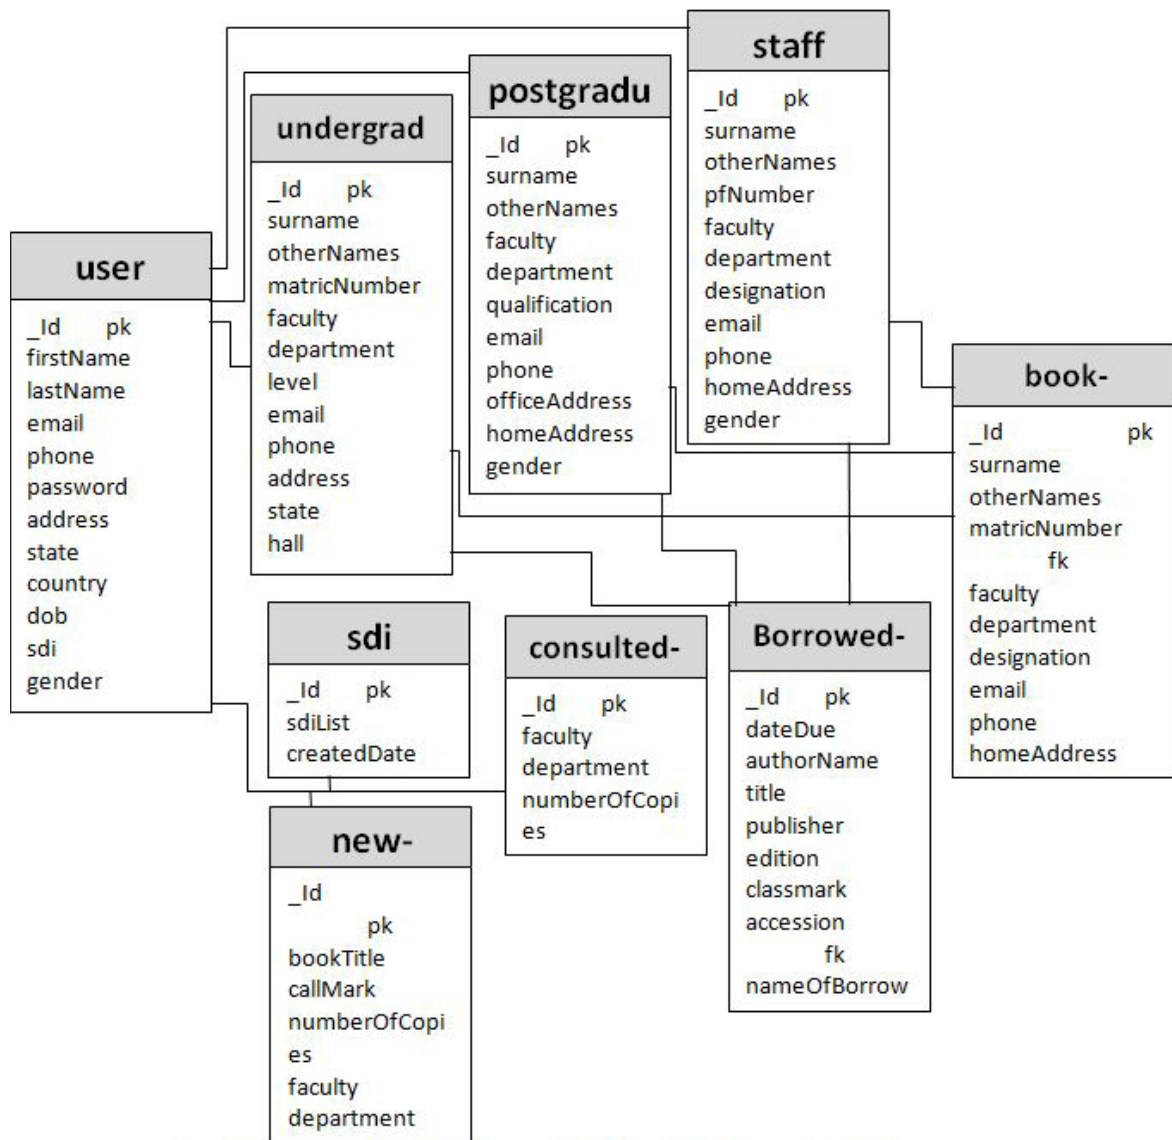 staff
_Id pk
surname
otherNames
pfNumber
faculty
department
designation
email
phone
homeAddress
gender
postgradu
_Id pk
surname
otherNames
faculty
department
qualification
email
phone
officeAddress
homeAddress
gender
undergrad
_Id pk
surname
otherNames
matricNumber
faculty
department
level
email
phone
address
state
hall
user
_Id pk
firstName
lastName
email
phone
password
address
state
country
dob
sdi
gender
book-
_Id pk
surname
otherNames
matricNumber
fk
faculty
department
designation
email
phone
homeAddress
sdi
_Id pk
sdiList
createdDate
consulted-
_Id pk
faculty
department
numberOfCopi
es
Borrowed-
_Id pk
dateDue
authorName
title
publisher
edition
classmark
accession
fk
nameOfBorrow
new-
_Id
pk
bookTitle
callMark
numberOfCopi
es
faculty
department